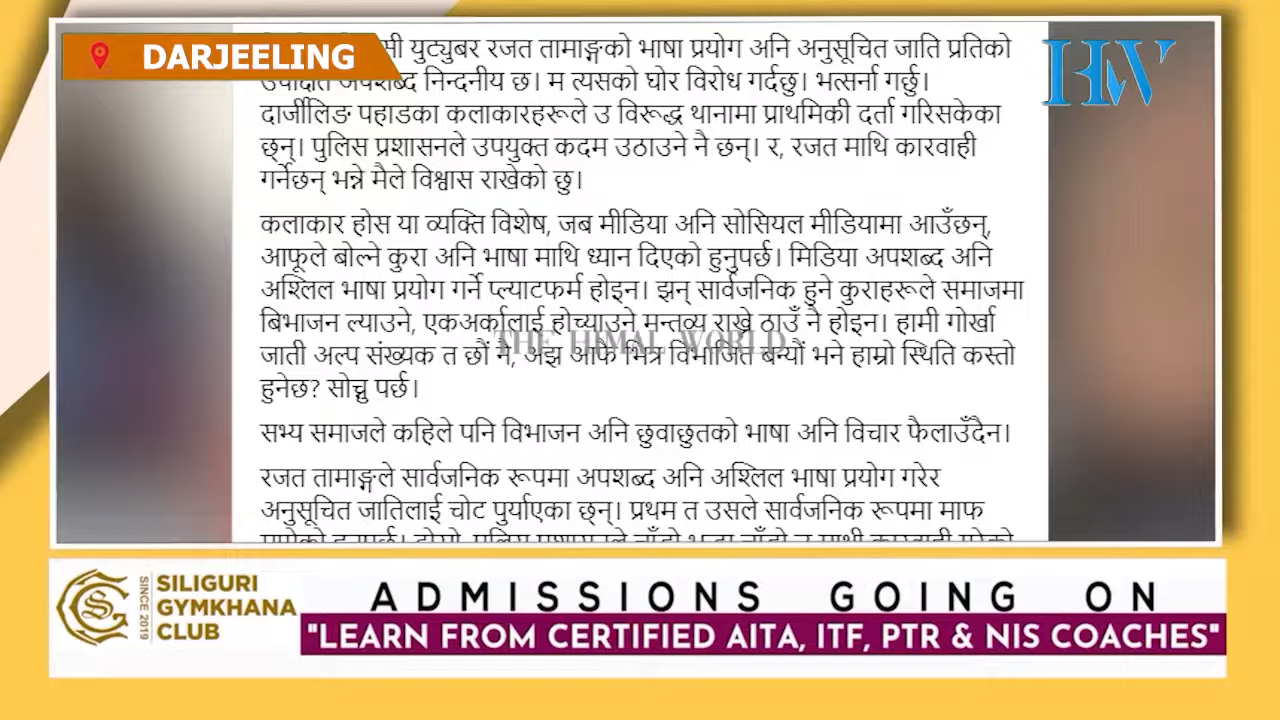 DARJEELING
HW
युट्युबर रजत तामाङ्गको भाषा प्रयोग अनि अनुसूचित जाति प्रतिको
अपशब्द निन्दनीय छ। म त्यसको घोर विरोध गर्दछु। भत्सर्ना गर्छु।
दार्जीलिङ पहाडका कलाकारहरूले उ विरूद्ध थानामा प्राथमिकी दर्ता गरिसकेका
छन्। पुलिस प्रशासनले उपयुक्त कदम उठाउने नै छन्। र, रजत माथि कारवाही
गर्नेछन् भन्ने मैले विश्वास राखेको छु।
कलाकार होस या व्यक्ति विशेष, जब मीडिया अनि सोसियल मीडियामा आउँछन्,
आफूले बोल्ने कुरा अनि भाषा माथि ध्यान दिएको हुनुपर्छ। मिडिया अपशब्द अनि
अश्लिल भाषा प्रयोग गर्ने प्ल्याटफर्म होइन। झन् सार्वजनिक हुने कुराहरूले समाजमा
बिभाजन ल्याउने, एकअर्कालाई होच्याउने मन्तव्य राख्ने ठाउँ नै होइन। हामी गोर्खा
THE HIMAL WORLD
जाती अल्प संख्यक त छौं नै, अझ आफै भित्र विभाजित बन्यौं भने हाम्रो स्थिति कस्तो
हुनेछ? सोच्नु पर्छ।
सभ्य समाजले कहिले पनि विभाजन अनि छुवाछुतको भाषा अनि विचार फैलाउँदैन।
रजत तामाङ्गले सार्वजनिक रूपमा अपशब्द अनि अश्लिल भाषा प्रयोग गरेर
अनुसूचित जातिलाई चोट पुर्याएका छन्। प्रथम त उसले सार्वजनिक रूपमा माफ
SINCE 2019
SILIGURI
GYMKHANA
CLUB
ADMISSIONS GOING ON
"LEARN FROM CERTIFIED AITA, ITF, PTR & NIS COACHES"